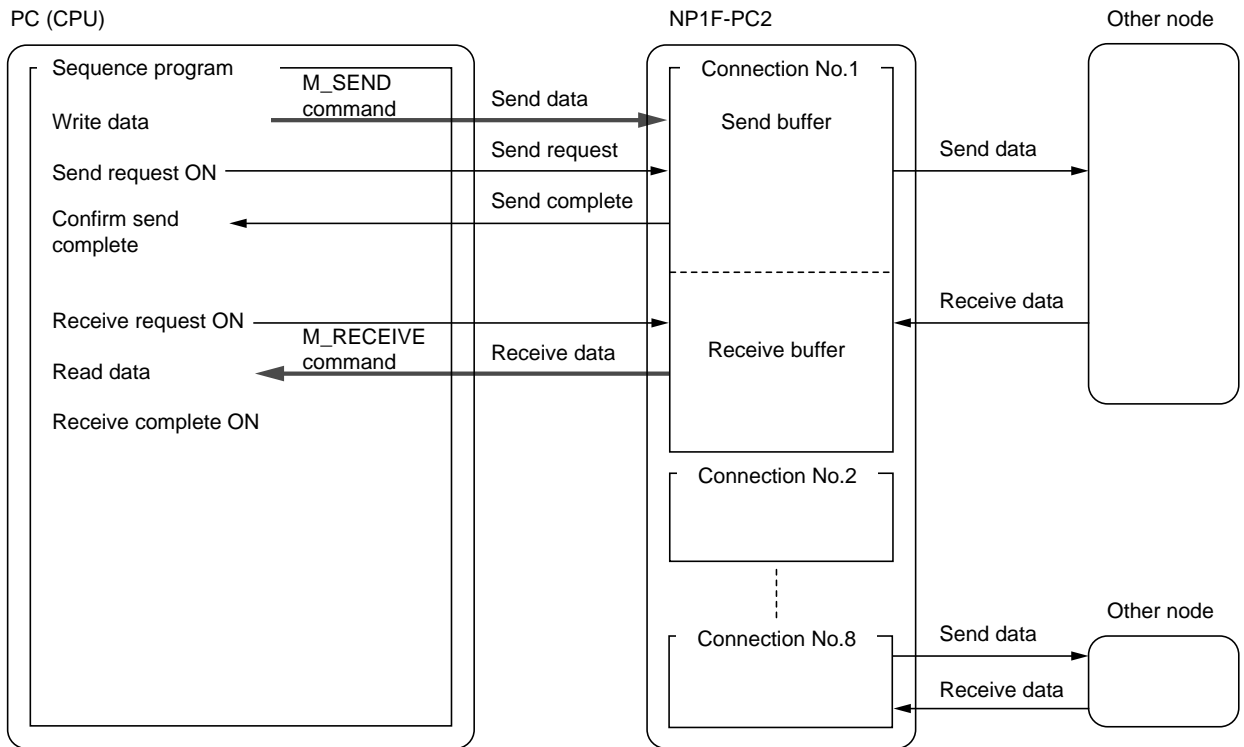 PC (CPU)
NP1F-PC2
Other node
Sequence program
Connection No.1
M_SEND
command
Send data
Write data
Send buffer
Send request
Send data
Send request ON
Send complete
Confirm send
complete
Receive data
Receive request ON
M_RECEIVE
command
Receive data
Receive buffer
Read data
Receive complete ON
Connection No.2
Other node
Connection No.8
Send data
Receive data